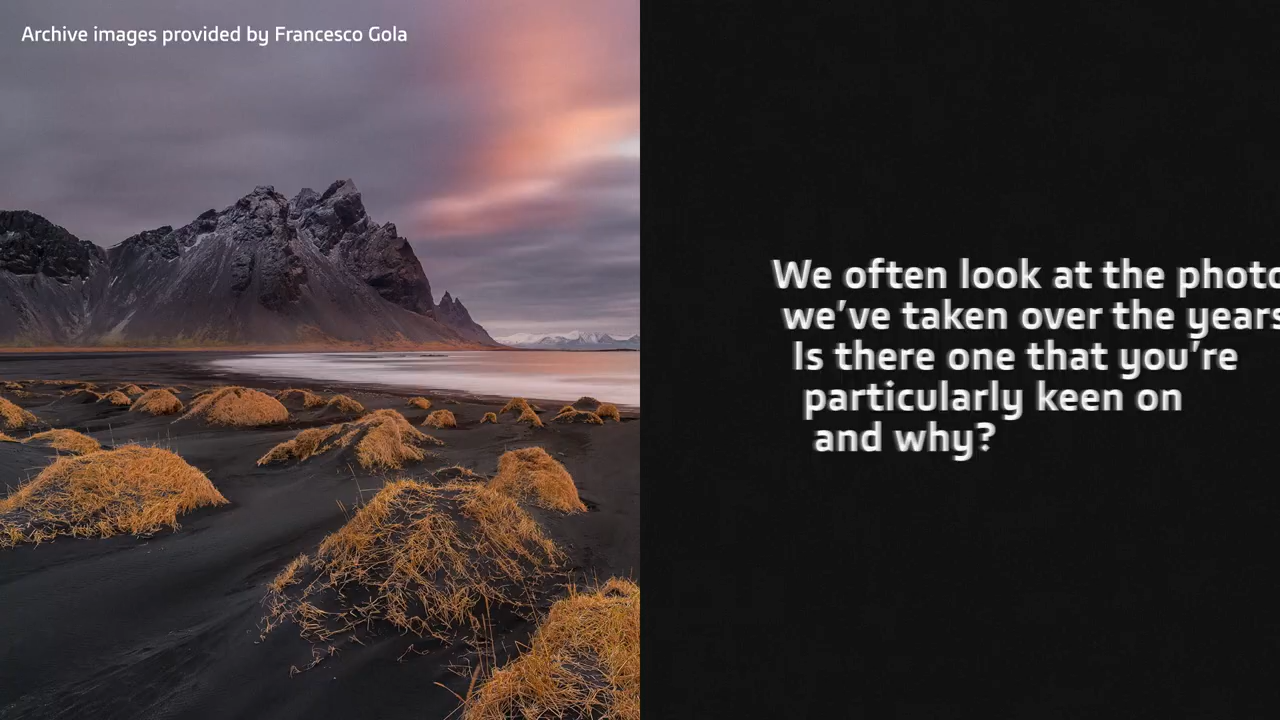 Archive images provided by Francesco Gola
We often look at the photo
we've taken over the years
Is there one that you're
particularly keen on
and why?